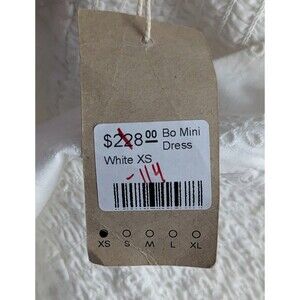 $228.00 Bo Mini
Dress
White XS
-114
XS S M L XL